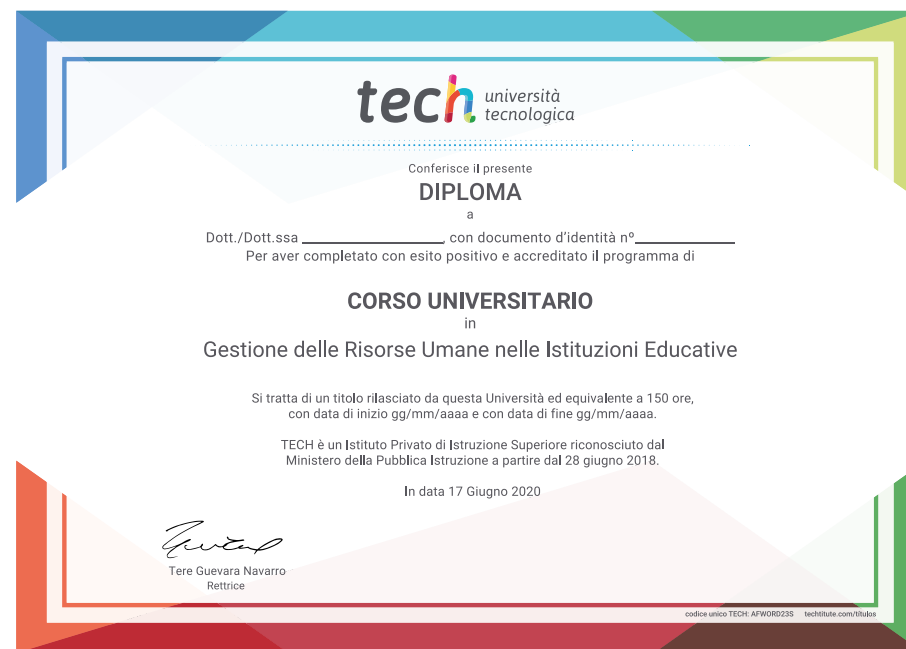 tech università
tecnologica
Conferisce il presente
DIPLOMA
a
Dott./Dott.ssa ____________________, con documento d'identità nº______________
Per aver completato con esito positivo e accreditato il programma di
CORSO UNIVERSITARIO
in
Gestione delle Risorse Umane nelle Istituzioni Educative
Si tratta di un titolo rilasciato da questa Università ed equivalente a 150 ore,
con data di inizio gg/mm/aaaa e con data di fine gg/mm/aaaa.
TECH è un Istituto Privato di Istruzione Superiore riconosciuto dal
Ministero della Pubblica Istruzione a partire dal 28 giugno 2018.
In data 17 Giugno 2020
Tere Guevara Navarro
Rettrice
codice unico TECH: AFWORD23S techtitute.com/títulos